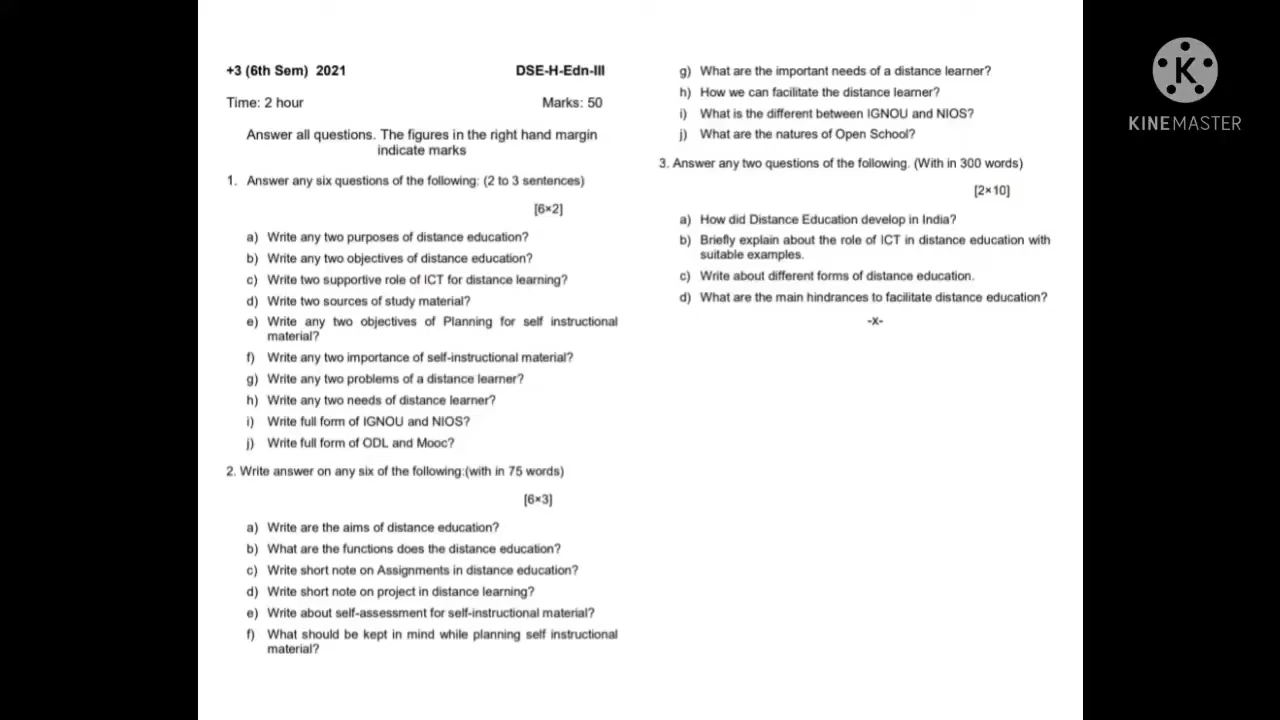 +3 (6th Sem) 2021 DSE-H-Edn-III
Time: 2 hour Marks: 50
Answer all questions. The figures in the right hand margin
indicate marks
1. Answer any six questions of the following: (2 to 3 sentences)
[6×2]
a) Write any two purposes of distance education?
b) Write any two objectives of distance education?
c) Write two supportive role of ICT for distance learning?
d) Write two sources of study material?
e) Write any two objectives of Planning for self instructional
material?
f) Write any two importance of self-instructional material?
g) Write any two problems of a distance learner?
h) Write any two needs of distance learner?
i) Write full form of IGNOU and NIOS?
j) Write full form of ODL and Mooc?
2. Write answer on any six of the following:(with in 75 words)
[6×3]
a) Write are the aims of distance education?
b) What are the functions does the distance education?
c) Write short note on Assignments in distance education?
d) Write short note on project in distance learning?
e) Write about self-assessment for self-instructional material?
f) What should be kept in mind while planning self instructional
material?
g) What are the important needs of a distance learner?
h) How we can facilitate the distance learner?
i) What is the different between IGNOU and NIOS?
j) What are the natures of Open School?
3. Answer any two questions of the following. (With in 300 words)
[2×10]
a) How did Distance Education develop in India?
b) Briefly explain about the role of ICT in distance education with
suitable examples.
c) Write about different forms of distance education.
d) What are the main hindrances to facilitate distance education?
-x-
K
KINEMASTER